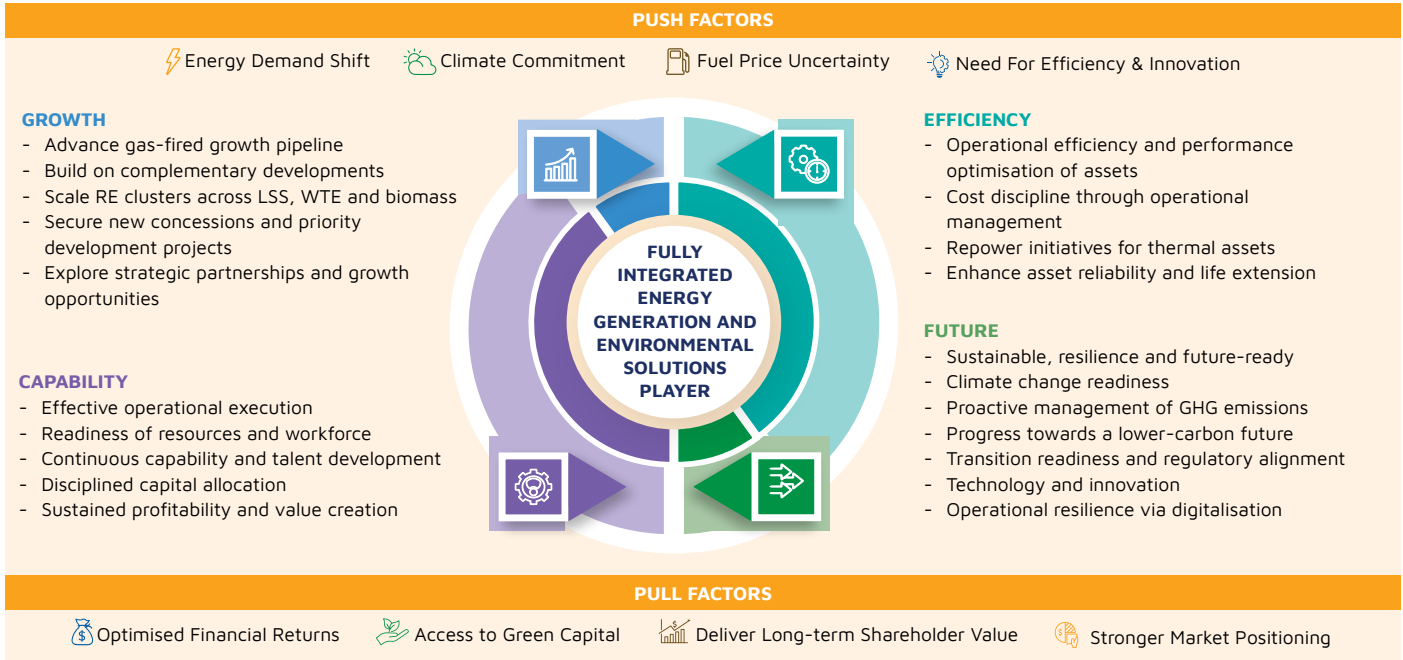 PUSH FACTORS
Energy Demand Shift
Climate Commitment
Fuel Price Uncertainty
Need For Efficiency & Innovation
GROWTH
- Advance gas-fired growth pipeline
- Build on complementary developments
- Scale RE clusters across LSS, WTE and biomass
- Secure new concessions and priority
development projects
- Explore strategic partnerships and growth
opportunities
CAPABILITY
- Effective operational execution
- Readiness of resources and workforce
- Continuous capability and talent development
- Disciplined capital allocation
- Sustained profitability and value creation
FULLY
INTEGRATED
ENERGY
GENERATION AND
ENVIRONMENTAL
SOLUTIONS
PLAYER
EFFICIENCY
- Operational efficiency and performance
optimisation of assets
- Cost discipline through operational
management
- Repower initiatives for thermal assets
- Enhance asset reliability and life extension
FUTURE
- Sustainable, resilience and future-ready
- Climate change readiness
- Proactive management of GHG emissions
- Progress towards a lower-carbon future
- Transition readiness and regulatory alignment
- Technology and innovation
- Operational resilience via digitalisation
PULL FACTORS
Optimised Financial Returns
Access to Green Capital
Deliver Long-term Shareholder Value
Stronger Market Positioning